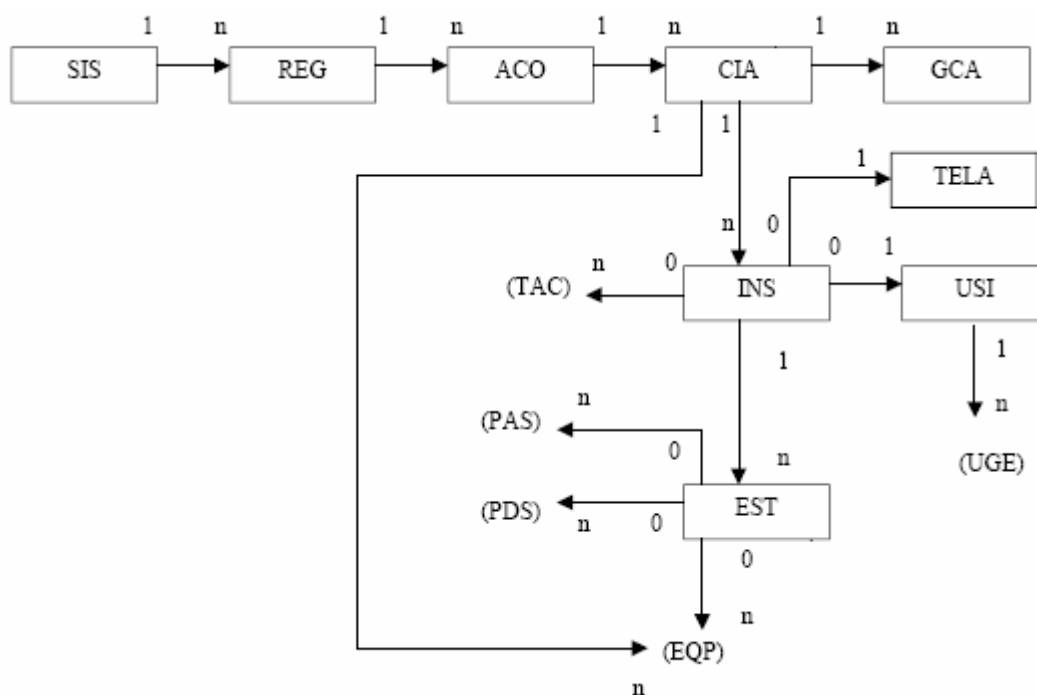 1 n 1 n 1 n 1 n
SIS REG ACO CIA GCA
1 1
1 TELA
n 0 0 1
n 0
(TAC) INS USI
1 1
n n
(PAS) 0 n (UGE)
(PDS) n 0 EST
0
n
(EQP)
n